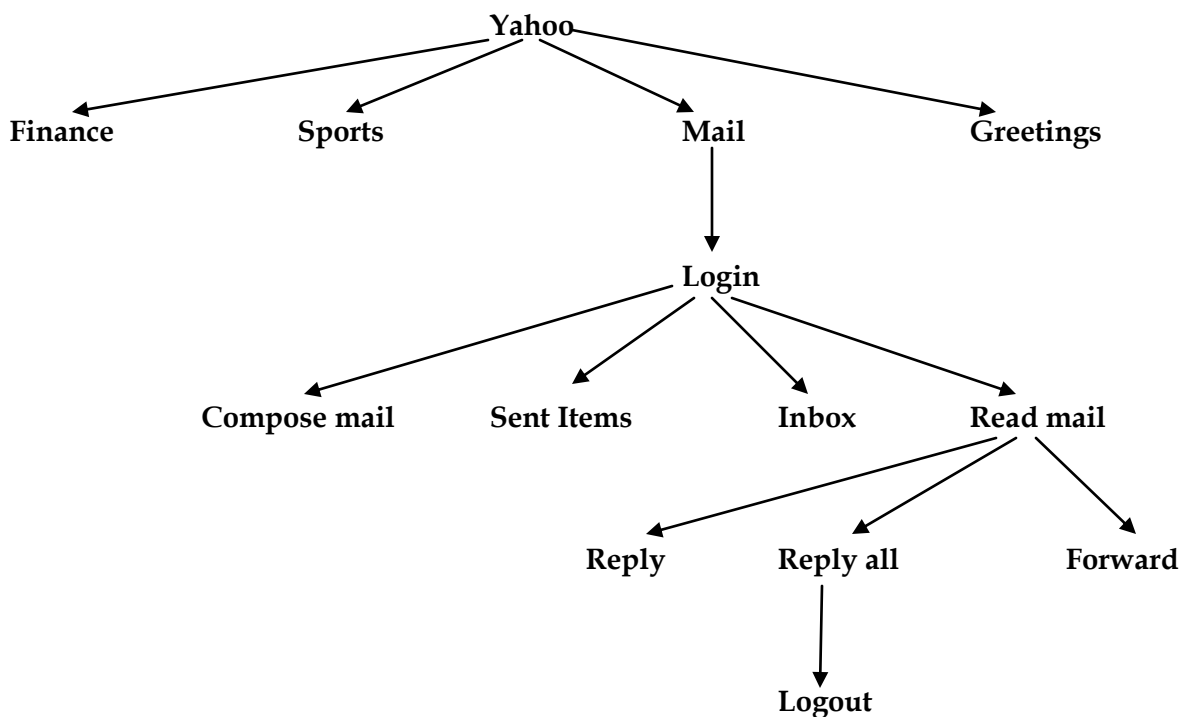 Yahoo
Finance Sports Mail Greetings
Login
Compose mail Sent Items Inbox Read mail
Reply Reply all Forward
Logout